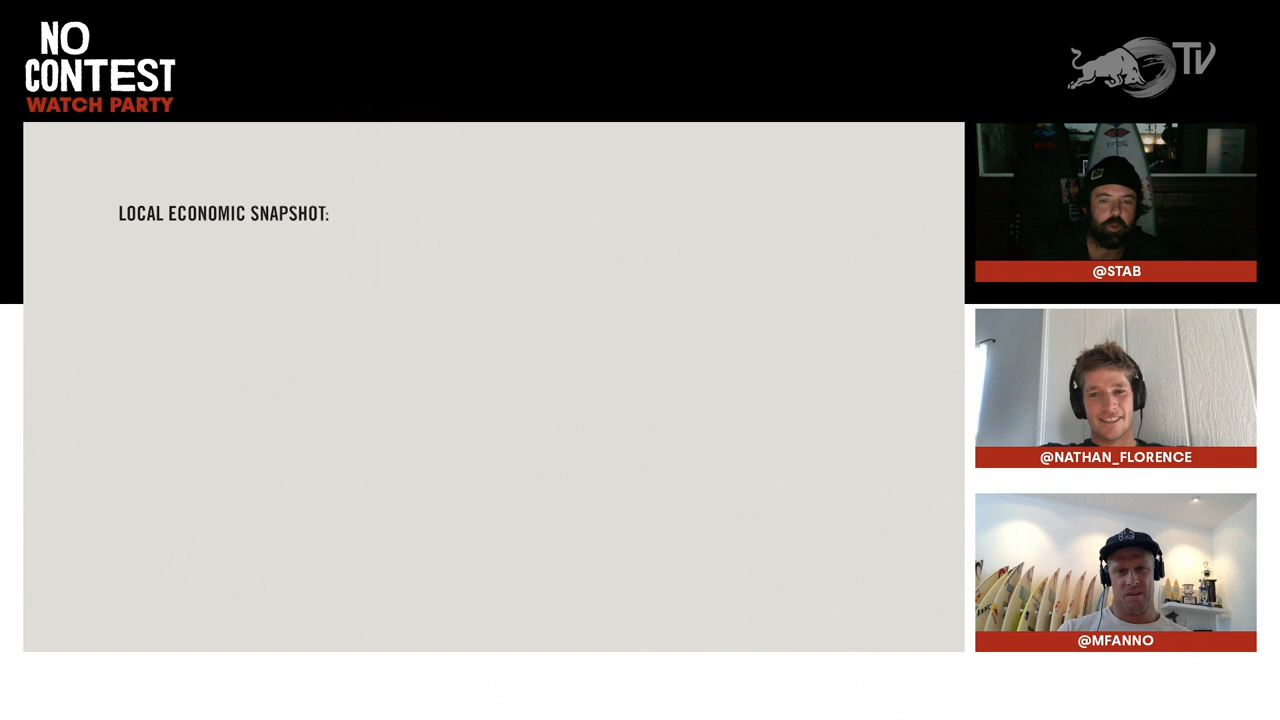 NO
CONTEST
WATCH PARTY
TV
LOCAL ECONOMIC SNAPSHOT:
@STAB
@NATHAN_FLORENCE
@MFANNO